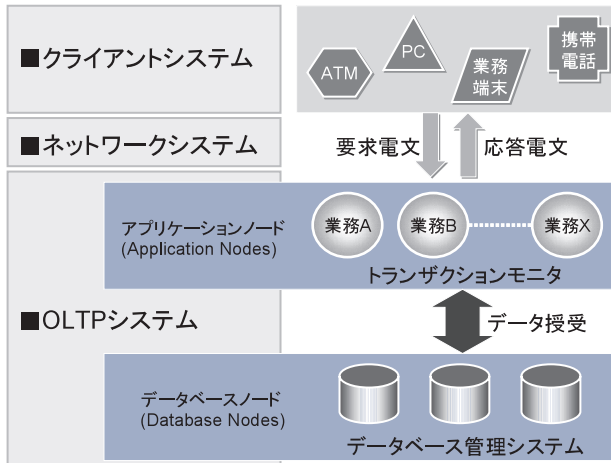 ■クライアントシステム
ATM
PC
業務
端末
携帯
電話
■ネットワークシステム
要求電文
応答電文
アプリケーションノード
(Application Nodes)
業務A
業務B
業務X
トランザクションモニタ
■OLTPシステム
データ授受
データベースノード
(Database Nodes)
データベース管理システム